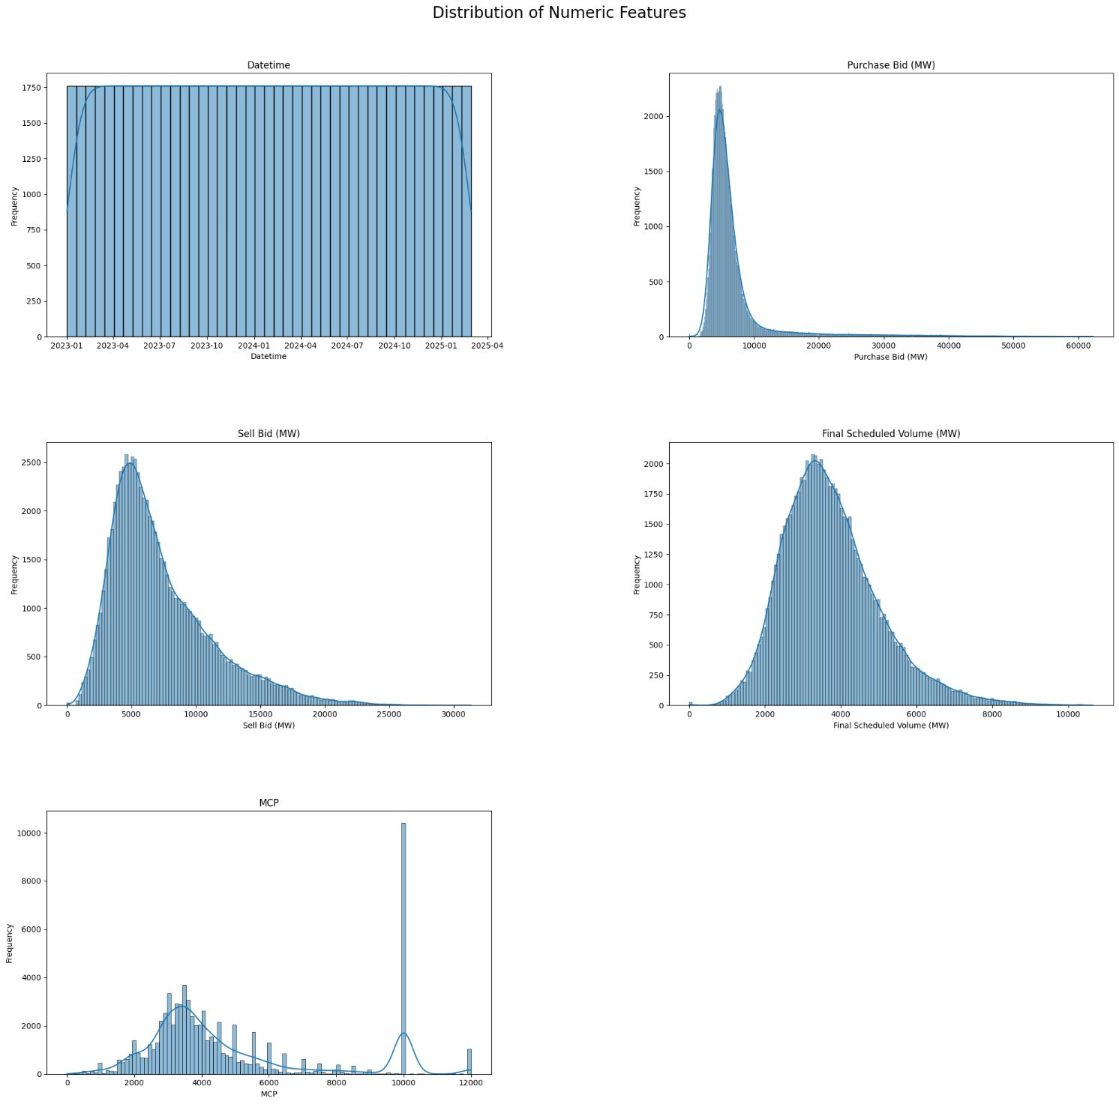 Distribution of Numeric Features
Datetime
Frequency
1750
1500
1250
1000
750
500
250
0
2023-01 2023-04 2023-07 2023-10 2024-01 2024-04 2024-07 2024-10 2025-01 2025-04
Datetime
Purchase Bid (MW)
Frequency
2000
1500
1000
500
0
0 10000 20000 30000 40000 50000 60000
Purchase Bid (MW)
Sell Bid (MW)
Frequency
2500
2000
1500
1000
500
0
0 5000 10000 15000 20000 25000 30000
Sell Bid (MW)
Final Scheduled Volume (MW)
Frequency
2000
1750
1500
1250
1000
750
500
250
0
0 2000 4000 6000 8000 10000
Final Scheduled Volume (MW)
MCP
Frequency
10000
8000
6000
4000
2000
0
0 2000 4000 6000 8000 10000 12000
MCP